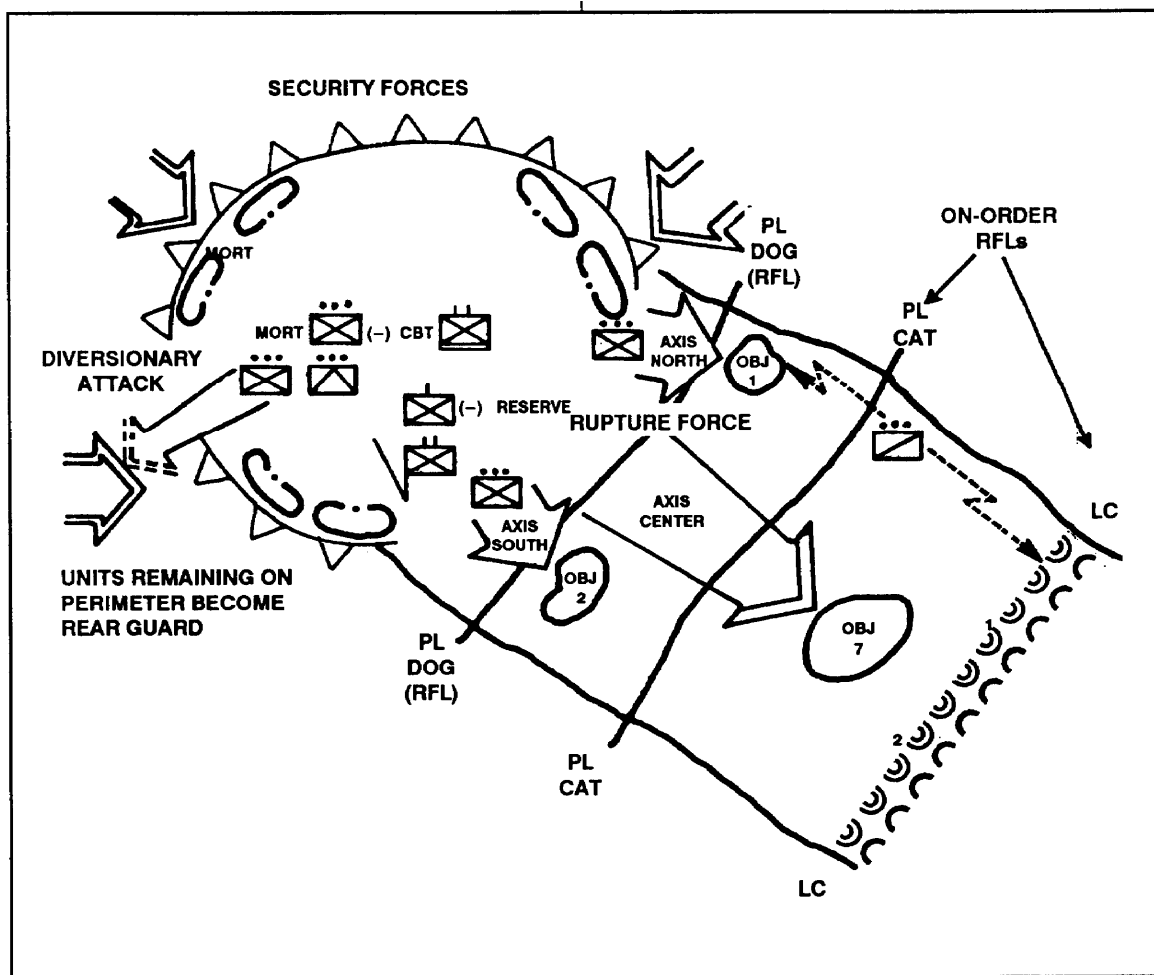 SECURITY FORCES
MORT
PL
DOG
(RFL)
ON-ORDER
RFLs
PL
CAT
DIVERSIONARY
ATTACK
MORT (–) CBT
AXIS
NORTH
OBJ
1
(–) RESERVE
RUPTURE FORCE
AXIS
CENTER
LC
AXIS
SOUTH
OBJ
2
OBJ
7
UNITS REMAINING ON
PERIMETER BECOME
REAR GUARD
PL
DOG
(RFL)
2
PL
CAT
LC